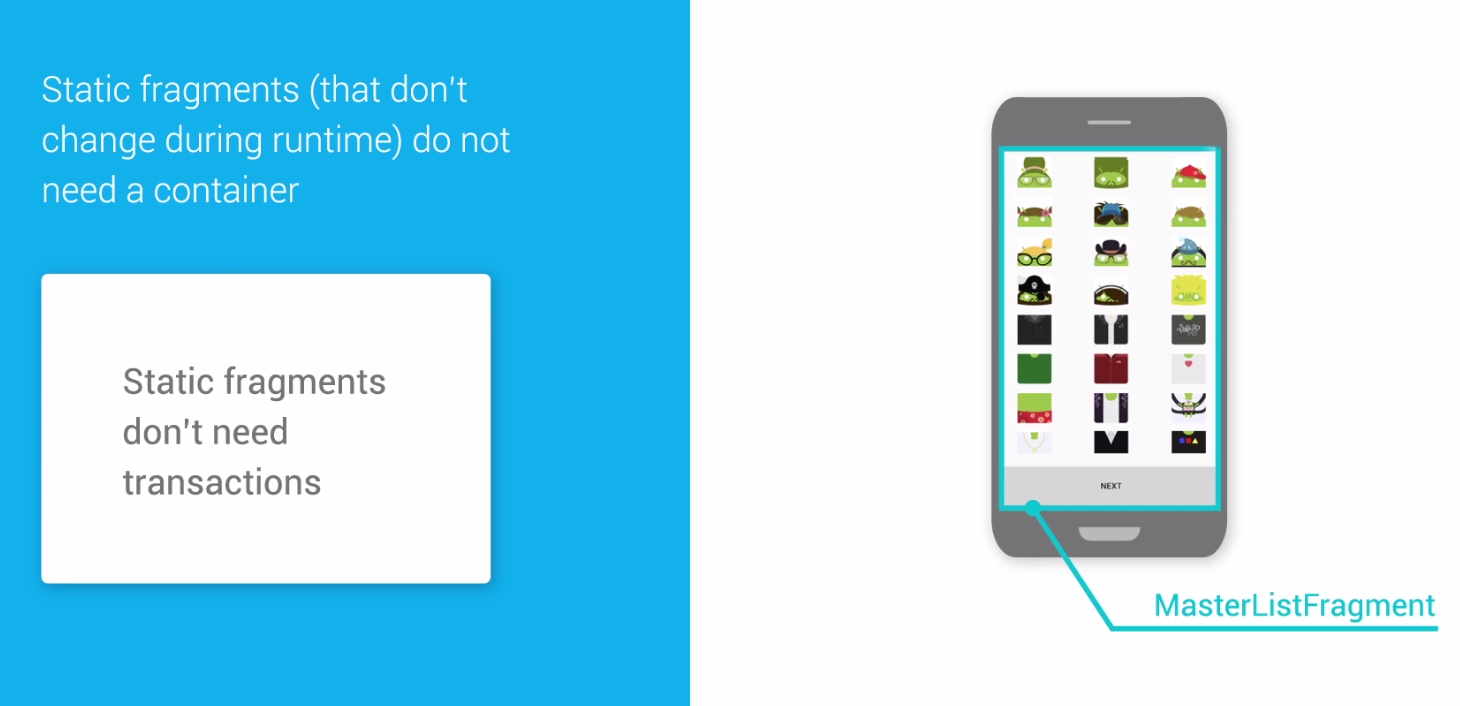 Static fragments (that don't
change during runtime) do not
need a container
Static fragments
don't need
transactions
NEXT
MasterListFragment